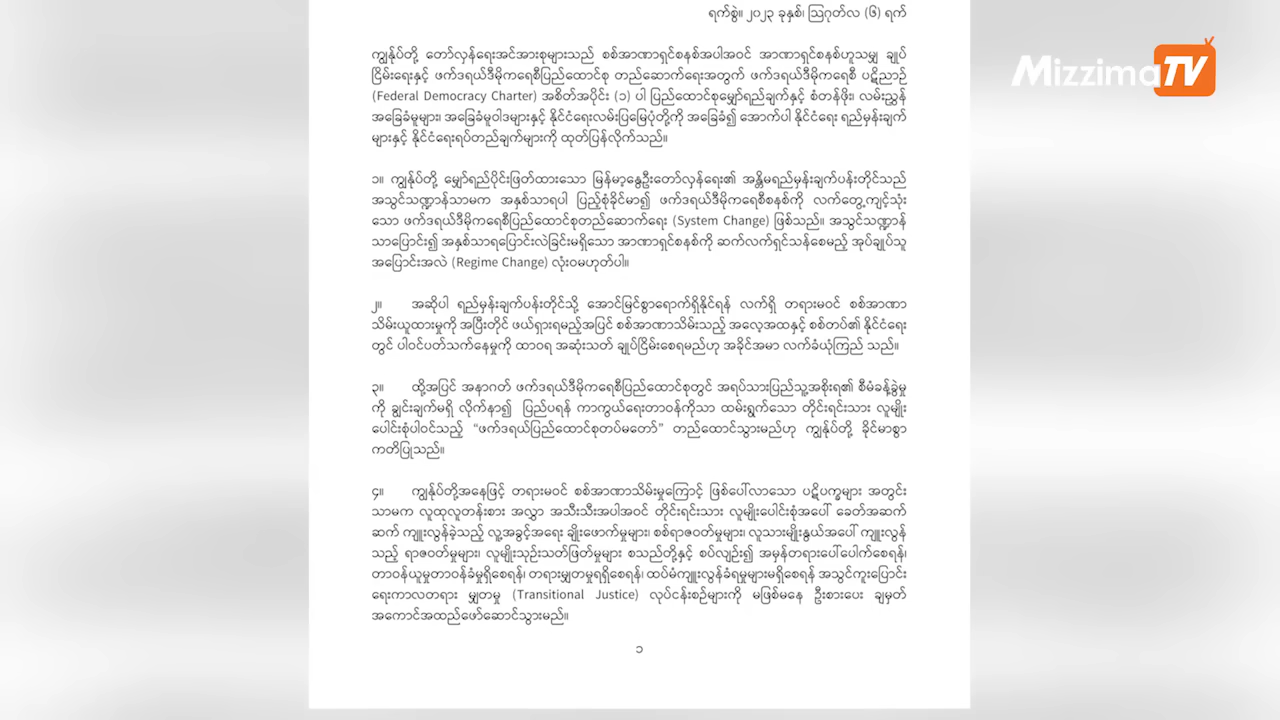 ရက်စွဲ။ ၂၀၂၃ ခုနှစ်၊ ဩဂုတ်လ (၆) ရက်
Mizzima TV
ကျွန်ုပ်တို့ တော်လှန်ရေးအင်အားစုများသည် စစ်အာဏာရှင်စနစ်အပါအဝင် အာဏာရှင်စနစ်ဟူသမျှ ချုပ်
ငြိမ်းရေးနှင့် ဖက်ဒရယ်ဒီမိုကရေစီပြည်ထောင်စု တည်ဆောက်ရေးအတွက် ဖက်ဒရယ်ဒီမိုကရေစီ ပဋိညာဉ်
(Federal Democracy Charter) အစိတ်အပိုင်း (၁) ပါ ပြည်ထောင်စုမျှော်ရည်ချက်နှင့် စံတန်ဖိုး၊ လမ်းညွှန်
အခြေခံမူများ၊ အခြေခံမူဝါဒများနှင့် နိုင်ငံရေးလမ်းပြမြေပုံတို့ကို အခြေခံ၍ အောက်ပါ နိုင်ငံရေး ရည်မှန်းချက်
များနှင့် နိုင်ငံရေးရပ်တည်ချက်များကို ထုတ်ပြန်လိုက်သည်။
၁။ ကျွန်ုပ်တို့ မျှော်ရည်ပိုင်းဖြတ်ထားသော မြန်မာ့နွေဦးတော်လှန်ရေး၏ အန္တိမရည်မှန်းချက်ပန်းတိုင်သည်
အသွင်သဏ္ဌာန်သာမက အနှစ်သာရပါ ပြည့်စုံခိုင်မာ၍ ဖက်ဒရယ်ဒီမိုကရေစီစနစ်ကို လက်တွေ့ကျင့်သုံး
သော ဖက်ဒရယ်ဒီမိုကရေစီပြည်ထောင်စုတည်ဆောက်ရေး (System Change) ဖြစ်သည်။ အသွင်သဏ္ဌာန်
သာပြောင်း၍ အနှစ်သာရပြောင်းလဲခြင်းမရှိသော အာဏာရှင်စနစ်ကို ဆက်လက်ရှင်သန်စေမည့် အုပ်ချုပ်သူ
အပြောင်းအလဲ (Regime Change) လုံးဝမဟုတ်ပါ။
၂။ အဆိုပါ ရည်မှန်းချက်ပန်းတိုင်သို့ အောင်မြင်စွာရောက်ရှိနိုင်ရန် လက်ရှိ တရားမဝင် စစ်အာဏာ
သိမ်းယူထားမှုကို အပြီးတိုင် ဖယ်ရှားရမည့်အပြင် စစ်အာဏာသိမ်းသည့် အလေ့အထနှင့် စစ်တပ်၏ နိုင်ငံရေး
တွင် ပါဝင်ပတ်သက်နေမှုကို ထာဝရ အဆုံးသတ် ချုပ်ငြိမ်းစေရမည်ဟု အခိုင်အမာ လက်ခံယုံကြည် သည်။
၃။ ထို့အပြင် အနာဂတ် ဖက်ဒရယ်ဒီမိုကရေစီပြည်ထောင်စုတွင် အရပ်သားပြည်သူ့အစိုးရ၏ စီမံခန့်ခွဲမှု
ကို ချွင်းချက်မရှိ လိုက်နာ၍ ပြည်ပရန် ကာကွယ်ရေးတာဝန်ကိုသာ ထမ်းရွက်သော တိုင်းရင်းသား လူမျိုး
ပေါင်းစုံပါဝင်သည့် “ဖက်ဒရယ်ပြည်ထောင်စုတပ်မတော်” တည်ထောင်သွားမည်ဟု ကျွန်ုပ်တို့ ခိုင်မာစွာ
ကတိပြုသည်။
၄။ ကျွန်ုပ်တို့အနေဖြင့် တရားမဝင် စစ်အာဏာသိမ်းမှုကြောင့် ဖြစ်ပေါ်လာသော ပဋိပက္ခများ အတွင်း
သာမက လူထုလူတန်းစား အလွှာ အသီးသီးအပါအဝင် တိုင်းရင်းသား လူမျိုးပေါင်းစုံအပေါ် ခေတ်အဆက်
ဆက် ကျူးလွန်ခဲ့သည့် လူ့အခွင့်အရေး ချိုးဖောက်မှုများ၊ စစ်ရာဇဝတ်မှုများ၊ လူသားမျိုးနွယ်အပေါ် ကျူးလွန်
သည့် ရာဇဝတ်မှုများ၊ လူမျိုးသုဉ်းသတ်ဖြတ်မှုများ စသည်တို့နှင့် စပ်လျဉ်း၍ အမှန်တရားပေါ်ပေါက်စေရန်၊
တာဝန်ယူမှုတာဝန်ခံမှုရှိစေရန်၊ တရားမျှတမှုရရှိစေရန်၊ ထပ်မံကျူးလွန်ခံရမှုများမရှိစေရန် အသွင်ကူးပြောင်း
ရေးကာလတရား မျှတမှု (Transitional Justice) လုပ်ငန်းစဉ်များကို မဖြစ်မနေ ဦးစားပေး ချမှတ်
အကောင်အထည်ဖော်ဆောင်သွားမည်။
၁